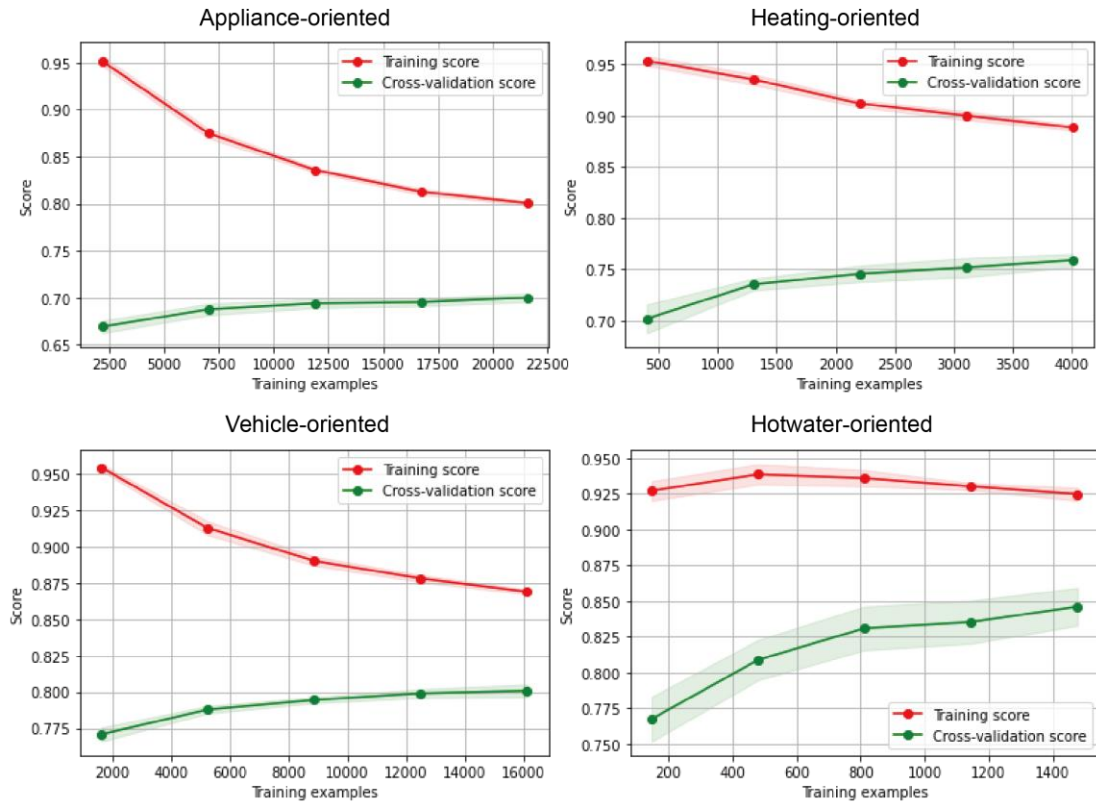 Appliance-oriented
0.95
0.90
0.85
0.80
0.75
0.70
0.65
Score
Training score
Cross-validation score
2500 5000 7500 10000 12500 15000 17500 20000 22500
Training examples
Heating-oriented
0.95
0.90
0.85
0.80
0.75
0.70
Score
Training score
Cross-validation score
500 1000 1500 2000 2500 3000 3500 4000
Training examples
Vehicle-oriented
0.950
0.925
0.900
0.875
0.850
0.825
0.800
0.775
Score
Training score
Cross-validation score
2000 4000 6000 8000 10000 12000 14000 16000
Training examples
Hotwater-oriented
0.950
0.925
0.900
0.875
0.850
0.825
0.800
0.775
0.750
Score
Training score
Cross-validation score
200 400 600 800 1000 1200 1400
Training examples